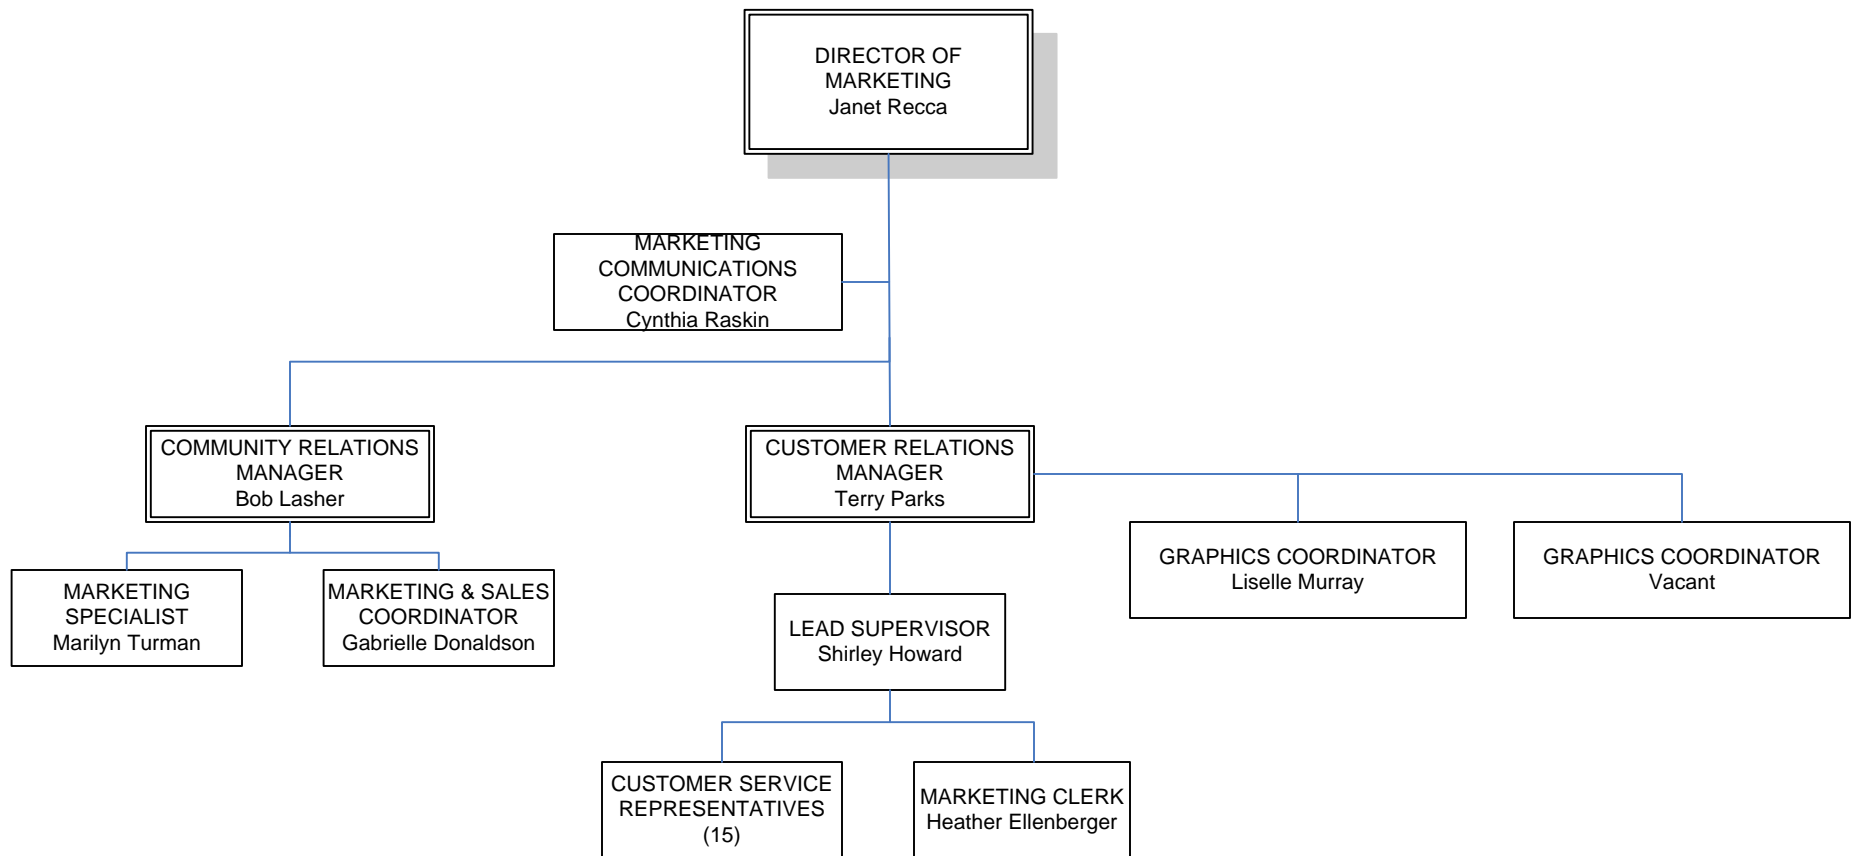 DIRECTOR OF
MARKETING
Janet Recca
MARKETING
COMMUNICATIONS
COORDINATOR
Cynthia Raskin
COMMUNITY RELATIONS
MANAGER
Bob Lasher
CUSTOMER RELATIONS
MANAGER
Terry Parks
GRAPHICS COORDINATOR
Liselle Murray
GRAPHICS COORDINATOR
Vacant
MARKETING
SPECIALIST
Marilyn Turman
MARKETING & SALES
COORDINATOR
Gabrielle Donaldson
LEAD SUPERVISOR
Shirley Howard
CUSTOMER SERVICE
REPRESENTATIVES
(15)
MARKETING CLERK
Heather Ellenberger